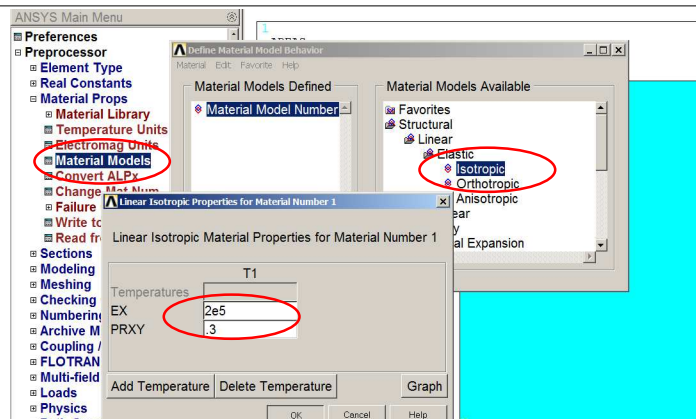 ANSYS Main Menu
Preferences
Preprocessor
Element Type
Real Constants
Material Props
Material Library
Temperature Units
Electromag Units
Material Models
Convert ALPx
Change Mat Num
Failure
Write to
Read fr
Sections
Modeling
Meshing
Checking
Numbering
Archive M
Coupling /
FLOTRAN
Multi-field
Loads
Physics
1
Define Material Model Behavior
Material Edit Favorite Help
Material Models Defined
Material Model Number
Material Models Available
Favorites
Structural
Linear
Elastic
Isotropic
Orthotropic
Anisotropic
ear
y
al Expansion
Linear Isotropic Properties for Material Number 1
Linear Isotropic Material Properties for Material Number 1
T1
Temperatures
EX 2e5
PRXY .3
Add Temperature Delete Temperature Graph
OK Cancel Help